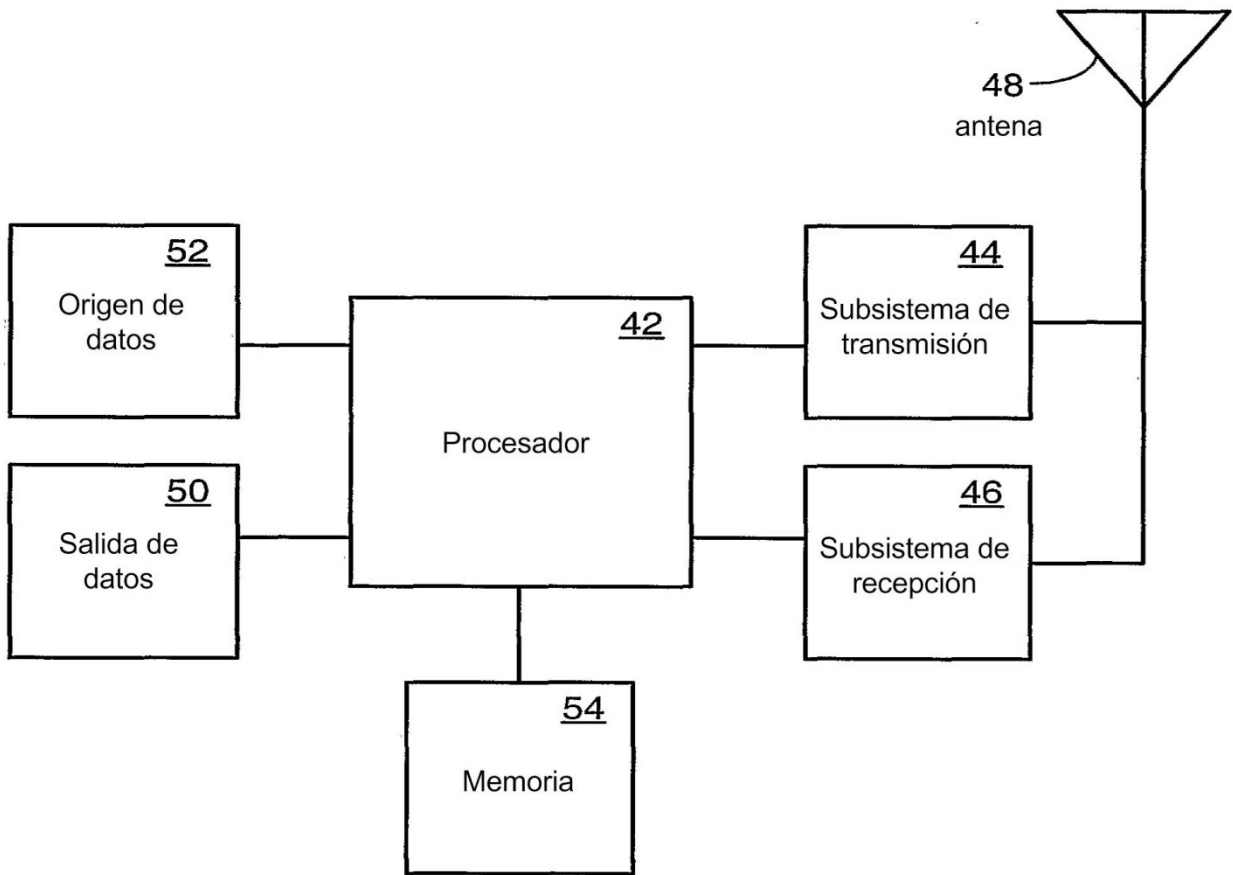 48
antena
52
Origen de
datos
44
Subsistema de
transmisión
42
Procesador
50
Salida de
datos
46
Subsistema de
recepción
54
Memoria